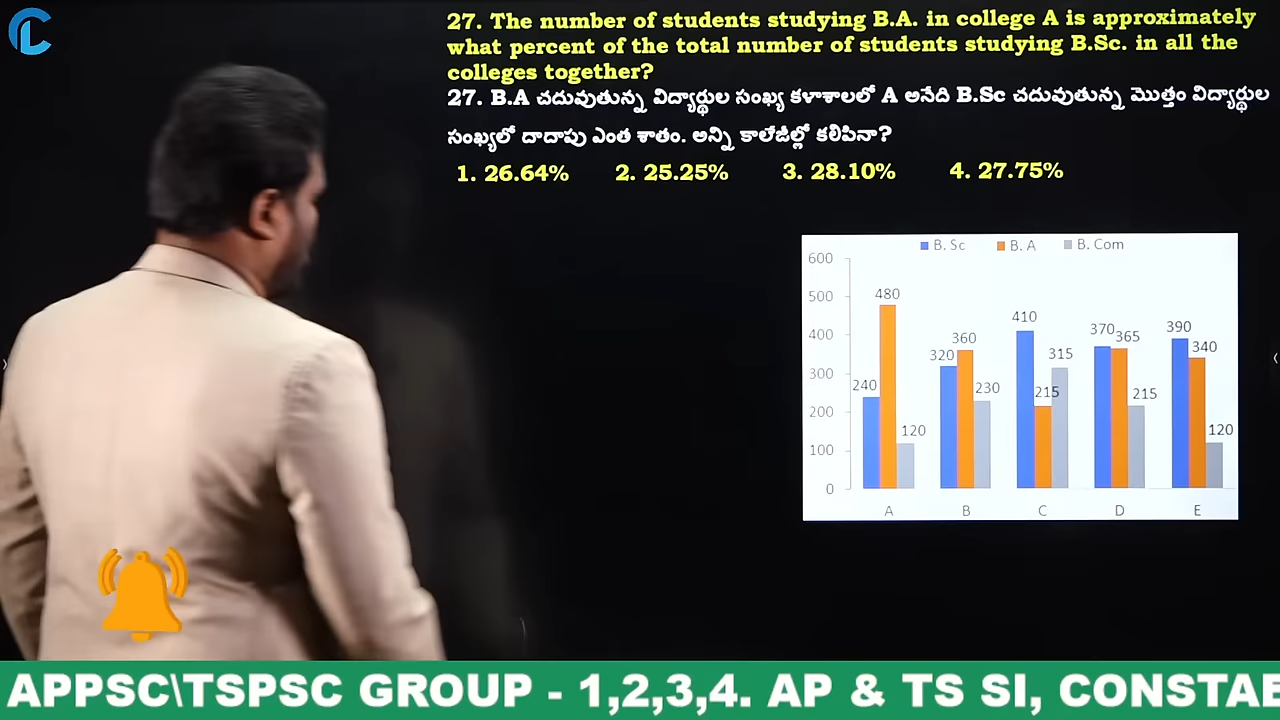 27. The number of students studying B.A. in college A is approximately
what percent of the total number of students studying B.Sc. in all the
colleges together?
27. B.A చదువుతున్న విద్యార్థుల సంఖ్య కళాశాలలో A అనేది B.Sc చదువుతున్న మొత్తం విద్యార్థుల
సంఖ్యలో దాదాపు ఎంత శాతం. అన్ని కాలేజీల్లో కలిపినా?
1. 26.64% 2. 25.25% 3. 28.10% 4. 27.75%
B. Sc B. A B. Com
600
500
400
300
200
100
0
240 480 120
320 360 230
410 215 315
370 365 215
390 340 120
A B C D E
APPSC\TSPSC GROUP - 1,2,3,4. AP & TS SI,